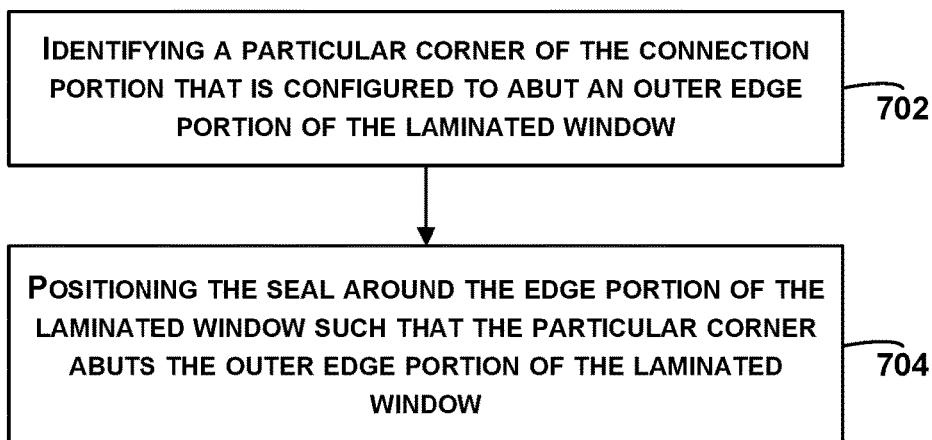 IDENTIFYING A PARTICULAR CORNER OF THE CONNECTION
PORTION THAT IS CONFIGURED TO ABUT AN OUTER EDGE
PORTION OF THE LAMINATED WINDOW
702
POSITIONING THE SEAL AROUND THE EDGE PORTION OF THE
LAMINATED WINDOW SUCH THAT THE PARTICULAR CORNER
ABUTS THE OUTER EDGE PORTION OF THE LAMINATED
WINDOW
704